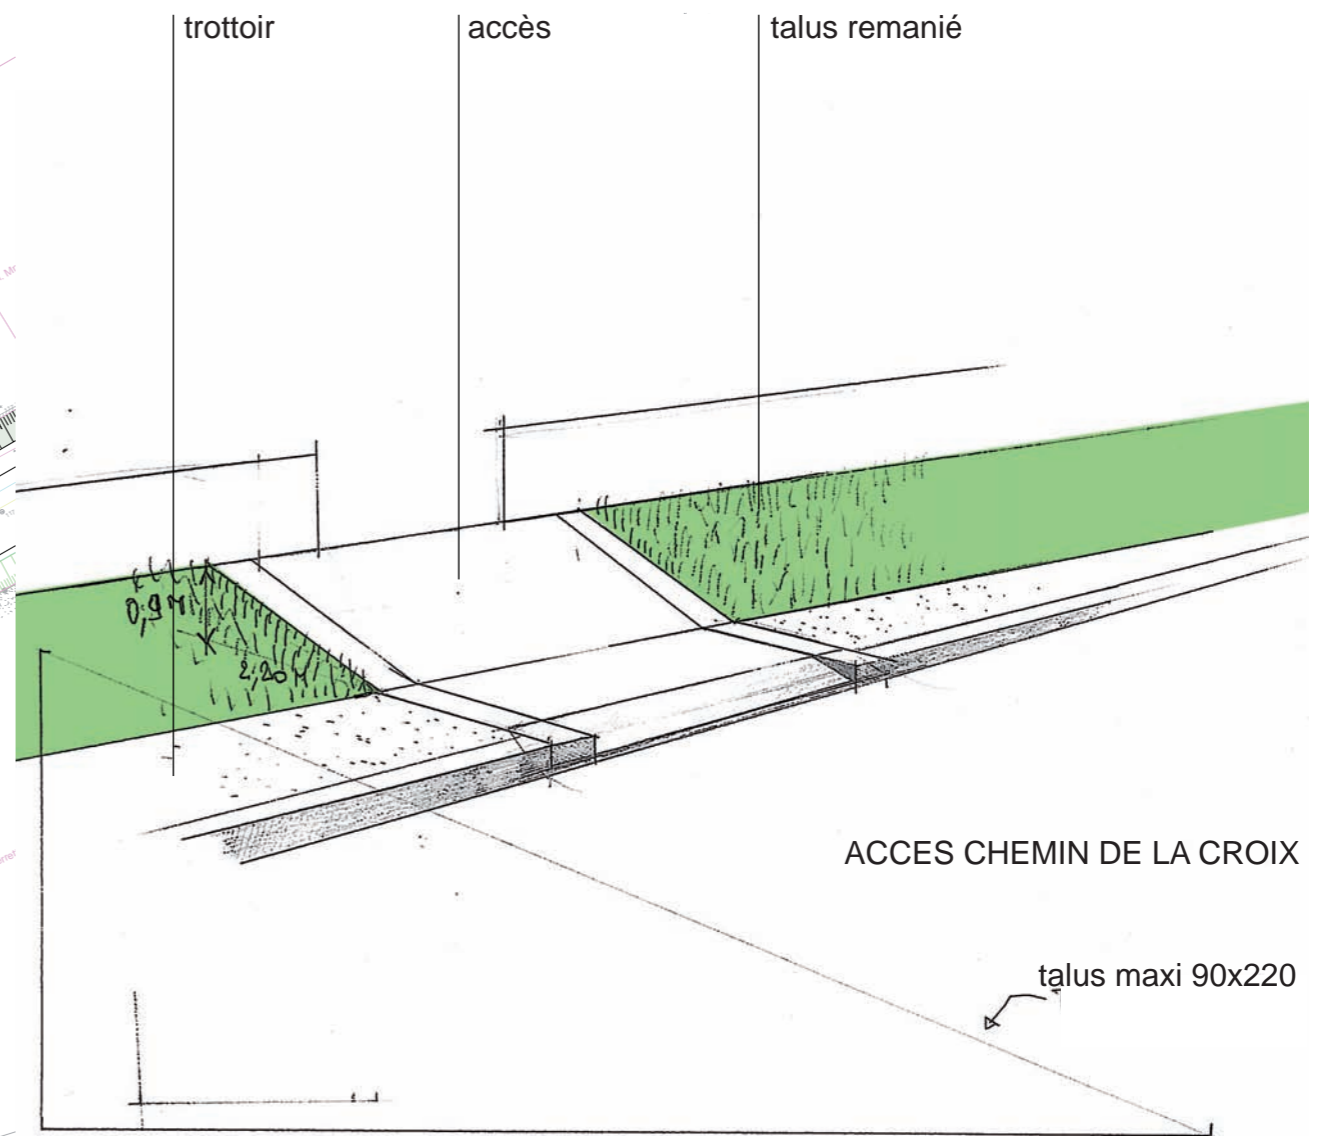 trottoir
accès
talus remanié
0,9 M
2,20 M
ACCES CHEMIN DE LA CROIX
talus maxi 90x220